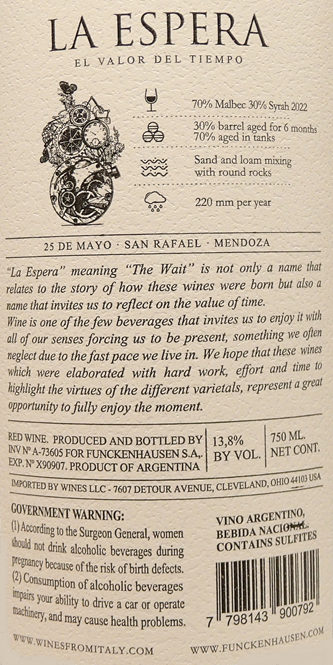 LA ESPERA
EL VALOR DEL TIEMPO
70% Malbec 30% Syrah 2022
30% barrel aged for 6 months
70% aged in tanks
Sand and loam mixing
with round rocks
220 mm per year
25 DE MAYO · SAN RAFAEL · MENDOZA
"La Espera" meaning "The Wait" is not only a name that
relates to the story of how these wines were born but also a
name that invites us to reflect on the value of time.
Wine is one of the few beverages that invites us to enjoy it with
all of our senses forcing us to be present, something we often
neglect due to the fast pace we live in. We hope that these wines
which were elaborated with hard work, effort and time to
highlight the virtues of the different varietals, represent a great
opportunity to fully enjoy the moment.
RED WINE. PRODUCED AND BOTTLED BY
INV Nº A-73605 FOR FUNCKENHAUSEN S.A,.
EXP. Nº X90907. PRODUCT OF ARGENTINA
13,8%
BY VOL.
750 ML.
NET CONT.
IMPORTED BY WINES LLC - 7607 DETOUR AVENUE, CLEVELAND, OHIO 44103 USA
GOVERNMENT WARNING:
(1) According to the Surgeon General, women
should not drink alcoholic beverages during
pregnancy because of the risk of birth defects.
(2) Consumption of alcoholic beverages
impairs your ability to drive a car or operate
machinery, and may cause health problems.
VINO ARGENTINO,
BEBIDA NACIONAL.
CONTAINS SULFITES
7 798143 900792
WWW.WINESFROMITALY.COM
WWW.FUNCKENHAUSEN.COM